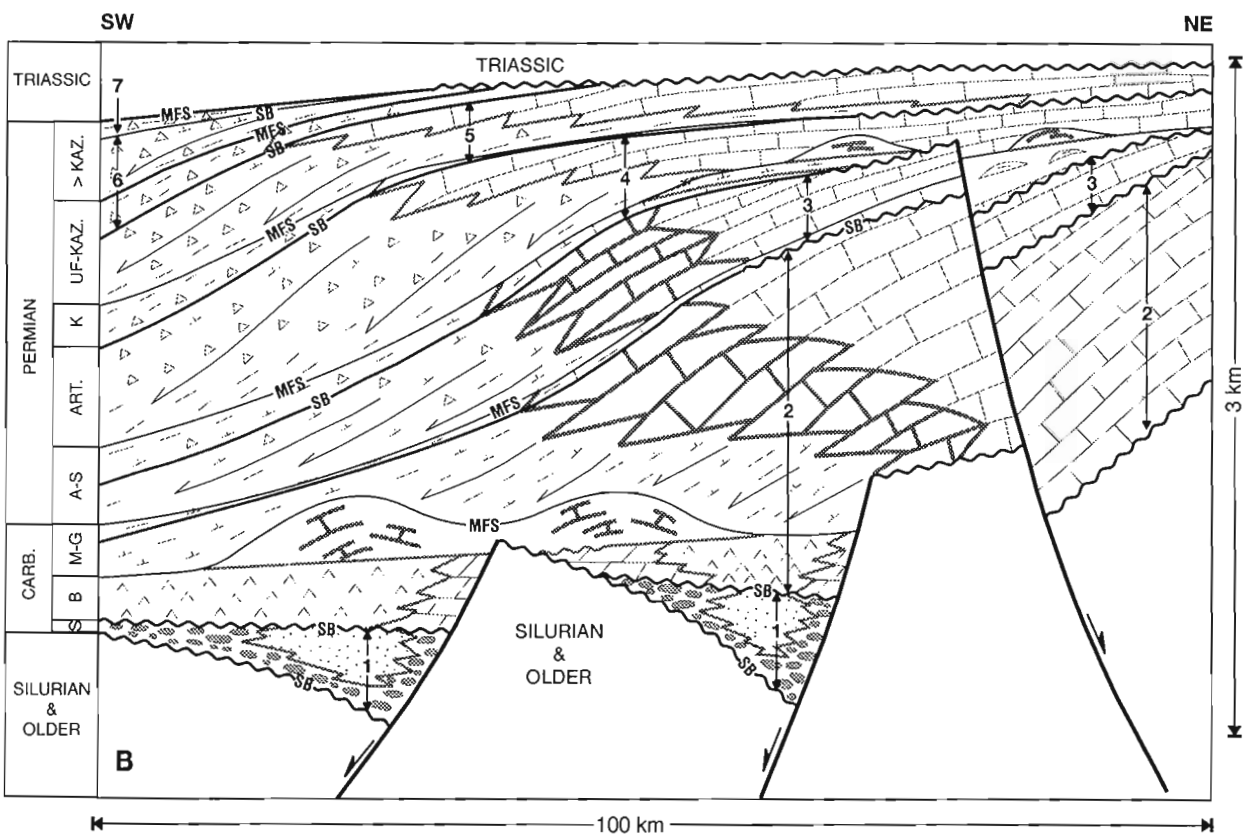 SW
NE
TRIASSIC
TRIASSIC
7
MFS
SB
MFS
SB
5
6
4
3
3
2
> KAZ.
UF-KAZ.
K
ART.
A-S
PERMIAN
MFS
SB
SB
MFS
SB
MFS
2
3 km
M-G
B
S
CARB.
MFS
SB
SB
1
1
SB
SB
SILURIAN
&
OLDER
SILURIAN
&
OLDER
B
100 km